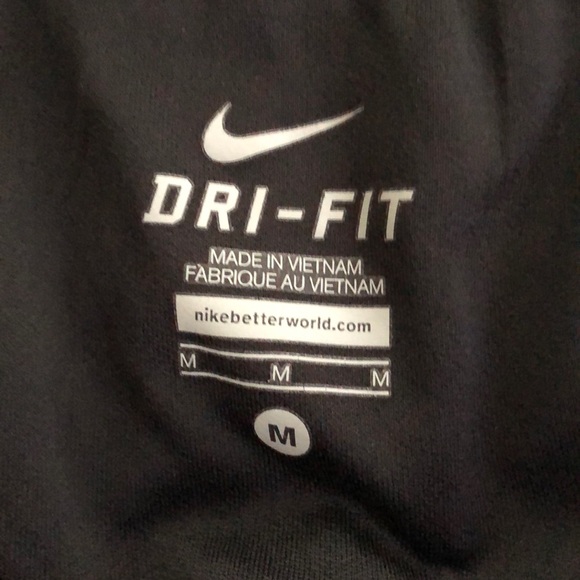 DRI-FIT
MADE IN VIETNAM
FABRIQUE AU VIETNAM
nikebetterworld.com
M M M
M